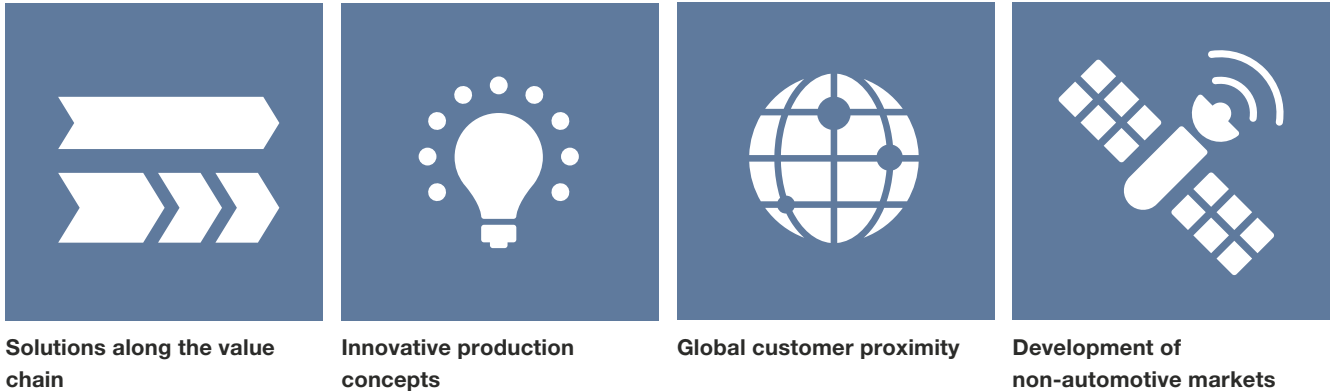 Solutions along the value
chain
Innovative production
concepts
Global customer proximity
Development of
non-automotive markets